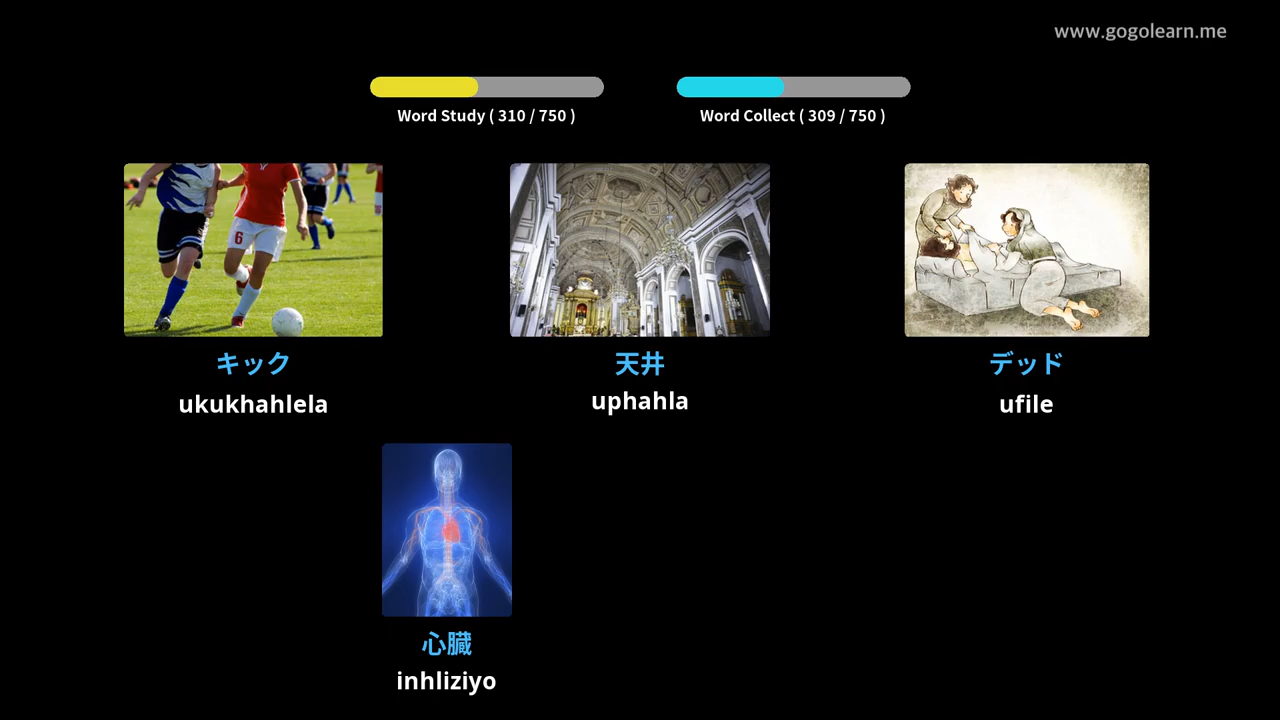 www.gogolearn.me
Word Study ( 310 / 750 )
Word Collect ( 309 / 750 )
6
キック
天井
デッド
ukukhahlela
uphahla
ufile
心臓
inhliziyo